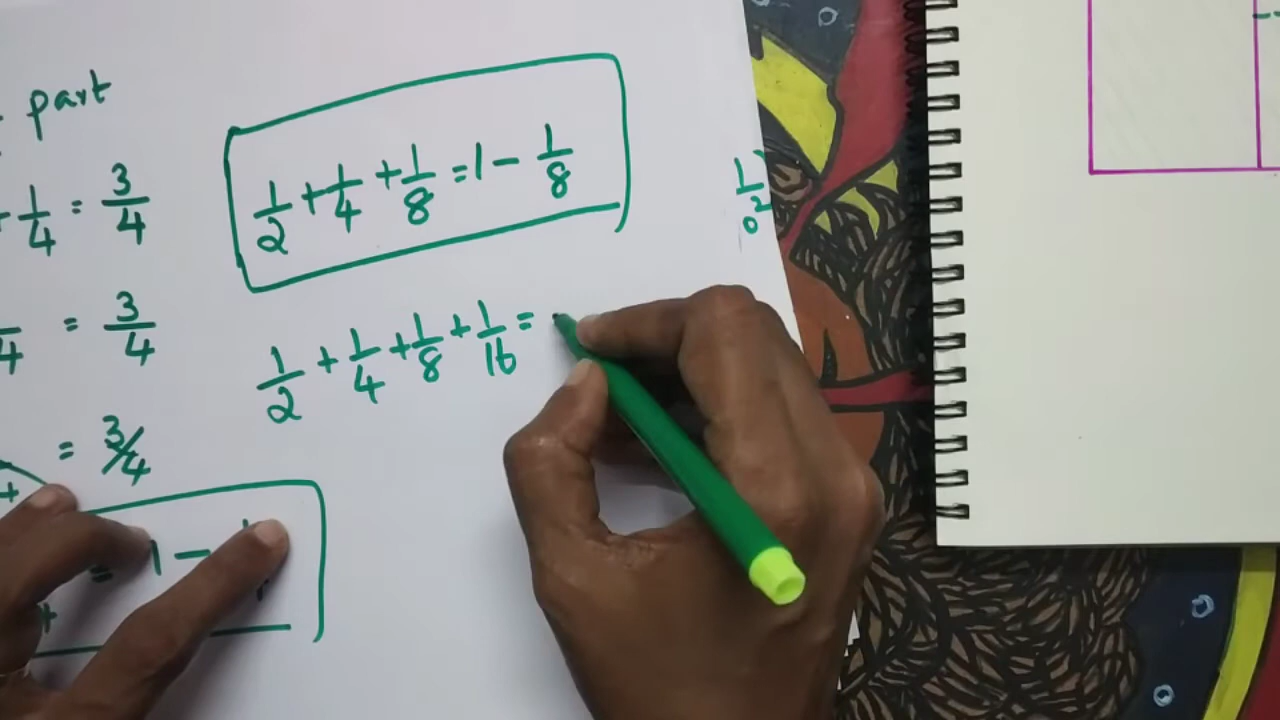 part
+ 1/4 = 3/4
1/2 + 1/4 + 1/8 = 1 - 1/8
/4 = 3/4
1/2 + 1/4 + 1/8 + 1/16 =
= 3/4
= 1 -